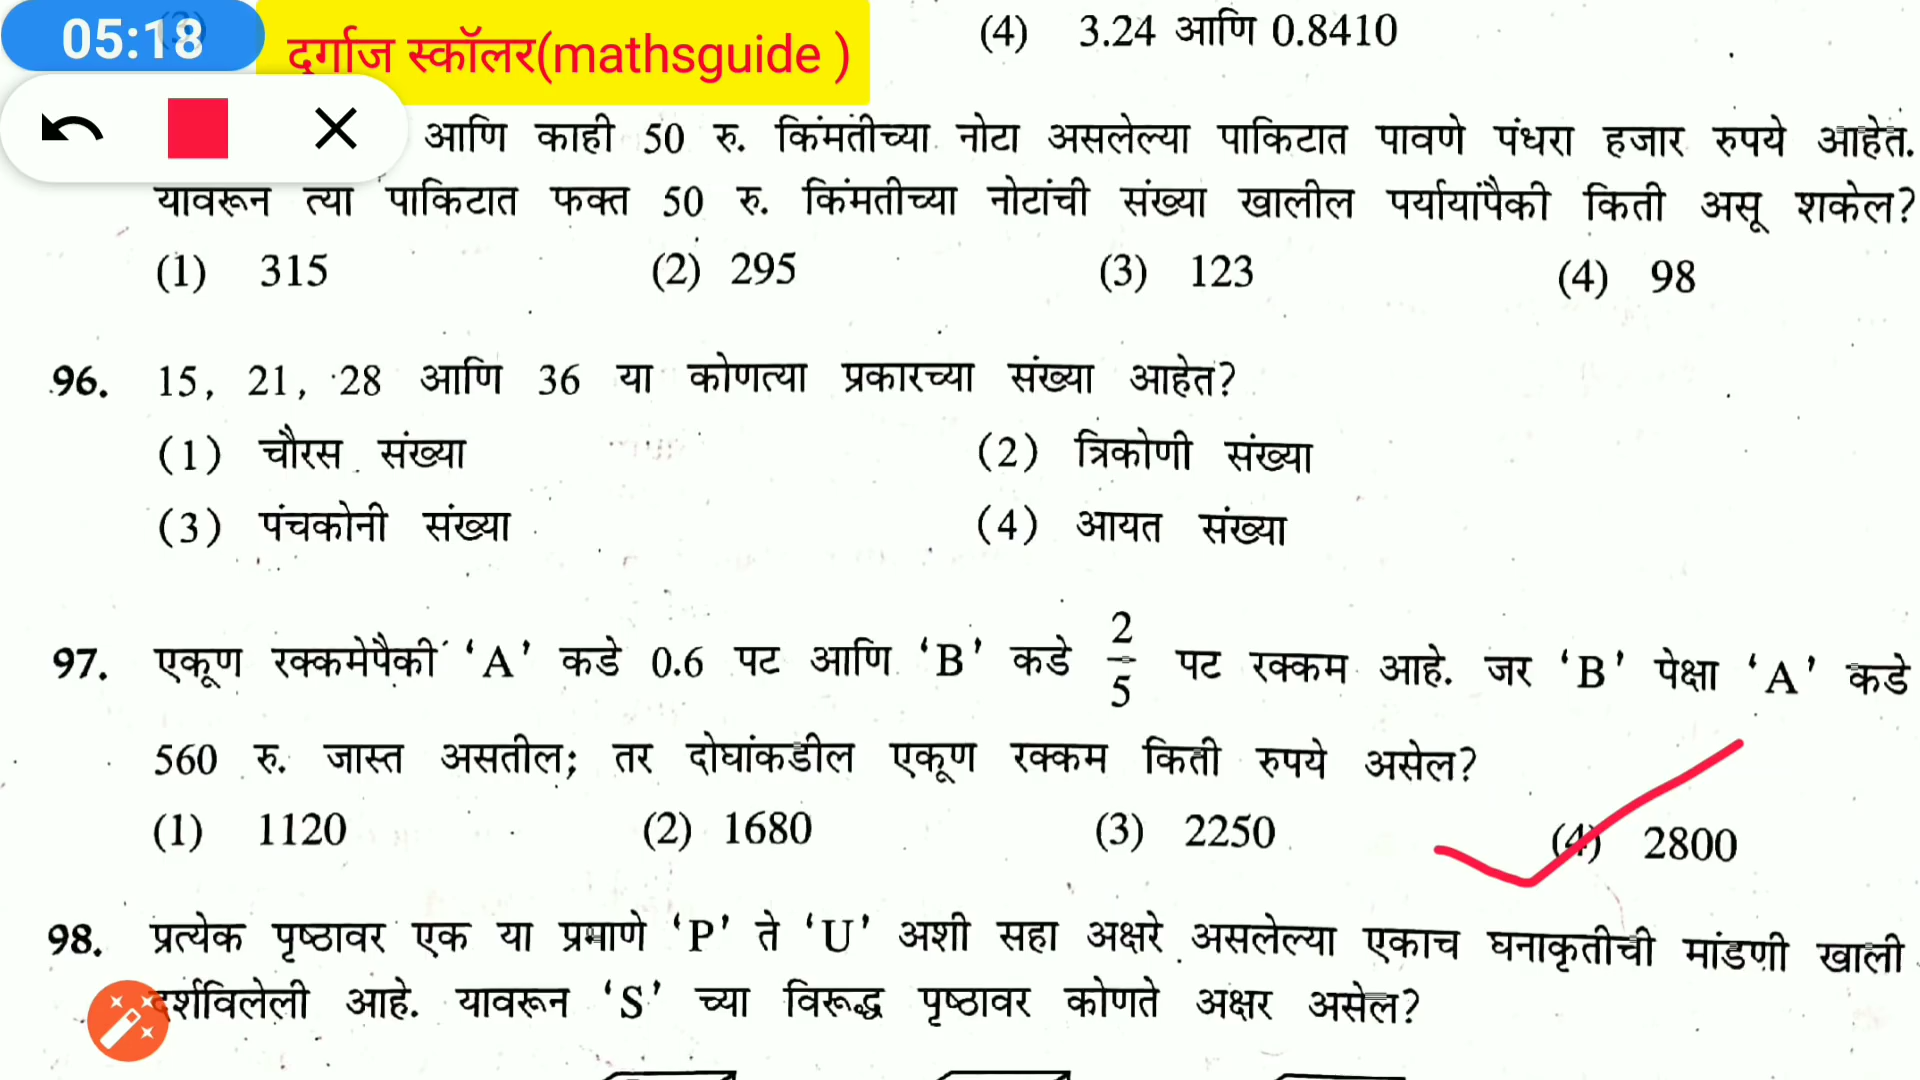 05:18
दुर्गाज स्कॉलर(mathsguide )
(4) 3.24 आणि 0.8410
आणि काही 50 रु. किंमतीच्या नोटा असलेल्या पाकिटात पावणे पंधरा हजार रुपये आहेत.
यावरून त्या पाकिटात फक्त 50 रु. किंमतीच्या नोटांची संख्या खालील पर्यायांपैकी किती असू शकेल?
(1) 315 (2) 295 (3) 123 (4) 98
96. 15, 21, 28 आणि 36 या कोणत्या प्रकारच्या संख्या आहेत?
(1) चौरस संख्या (2) त्रिकोणी संख्या
(3) पंचकोनी संख्या (4) आयत संख्या
97. एकूण रक्कमेपैकी ‘A’ कडे 0.6 पट आणि ‘B’ कडे 2/5 पट रक्कम आहे. जर ‘B’ पेक्षा ‘A’ कडे
560 रु. जास्त असतील; तर दोघांकडील एकूण रक्कम किती रुपये असेल?
(1) 1120 (2) 1680 (3) 2250 (4) 2800
98. प्रत्येक पृष्ठावर एक या प्रमाणे ‘P’ ते ‘U’ अशी सहा अक्षरे असलेल्या एकाच घनाकृतीची मांडणी खाली
दर्शविलेली आहे. यावरून ‘S’ च्या विरूद्ध पृष्ठावर कोणते अक्षर असेल?